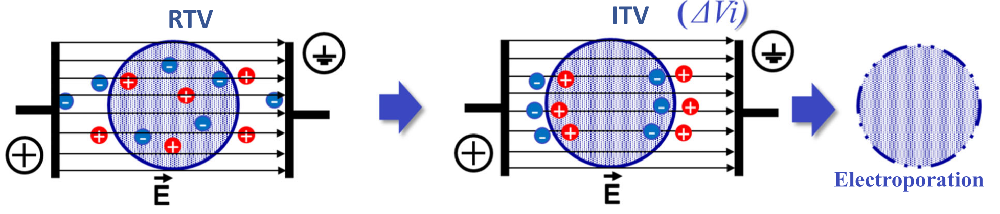 RTV
ITV (ΔVi)
E
E
Electroporation